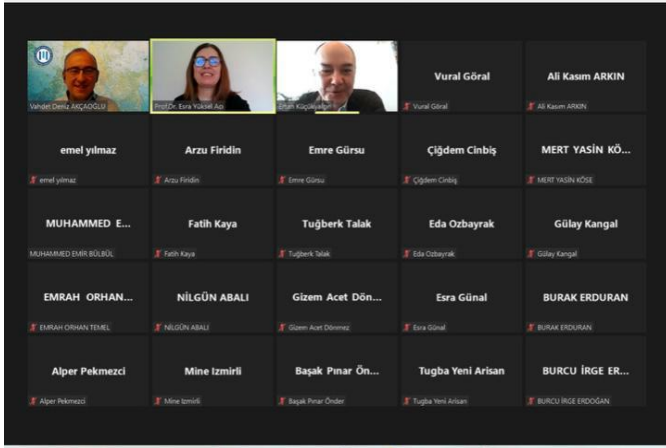 Vahdet Deniz AKÇAOĞLU
Prof.Dr. Esra Yüksel Acı
Ertan Küçükyalçın
Vural Göral
Vural Göral
Ali Kasım ARKIN
Ali Kasım ARKIN
emel yılmaz
emel yılmaz
Arzu Firidin
Arzu Firidin
Emre Gürsu
Emre Gürsu
Çiğdem Cinbiş
Çiğdem Cinbiş
MERT YASİN KÖ...
MERT YASİN KÖSE
MUHAMMED E...
MUHAMMED EMİR BÜLBÜL
Fatih Kaya
Fatih Kaya
Tuğberk Talak
Tuğberk Talak
Eda Ozbayrak
Eda Ozbayrak
Gülay Kangal
Gülay Kangal
EMRAH ORHAN...
EMRAH ORHAN TEMEL
NİLGÜN ABALI
NİLGÜN ABALI
Gizem Acet Dön...
Gizem Acet Dönmez
Esra Günal
Esra Günal
BURAK ERDURAN
BURAK ERDURAN
Alper Pekmezci
Alper Pekmezci
Mine Izmirli
Mine Izmirli
Başak Pınar Ön...
Başak Pınar Önder
Tugba Yeni Arisan
Tugba Yeni Arisan
BURCU İRGE ER...
BURCU İRGE ERDOĞAN